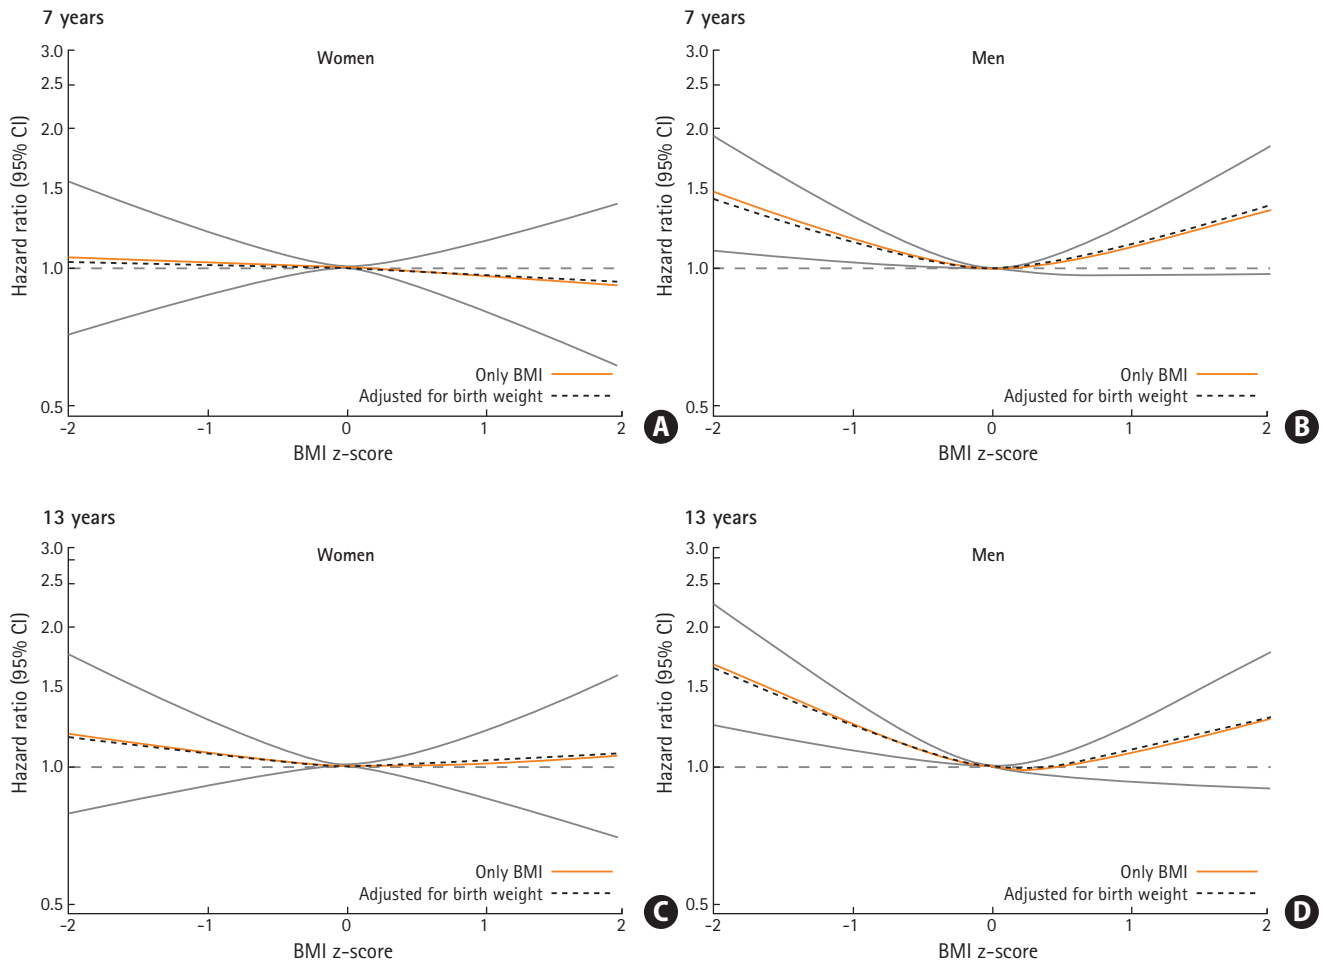 7 years
Women
Hazard ratio (95% CI)
3.0
2.5
2.0
1.5
1.0
0.5
Only BMI
Adjusted for birth weight
-2
-1
0
1
2
BMI z-score
A
7 years
Men
Hazard ratio (95% CI)
3.0
2.5
2.0
1.5
1.0
0.5
Only BMI
Adjusted for birth weight
-2
-1
0
1
2
BMI z-score
B
13 years
Women
Hazard ratio (95% CI)
3.0
2.5
2.0
1.5
1.0
0.5
Only BMI
Adjusted for birth weight
-2
-1
0
1
2
BMI z-score
C
13 years
Men
Hazard ratio (95% CI)
3.0
2.5
2.0
1.5
1.0
0.5
Only BMI
Adjusted for birth weight
-2
-1
0
1
2
BMI z-score
D